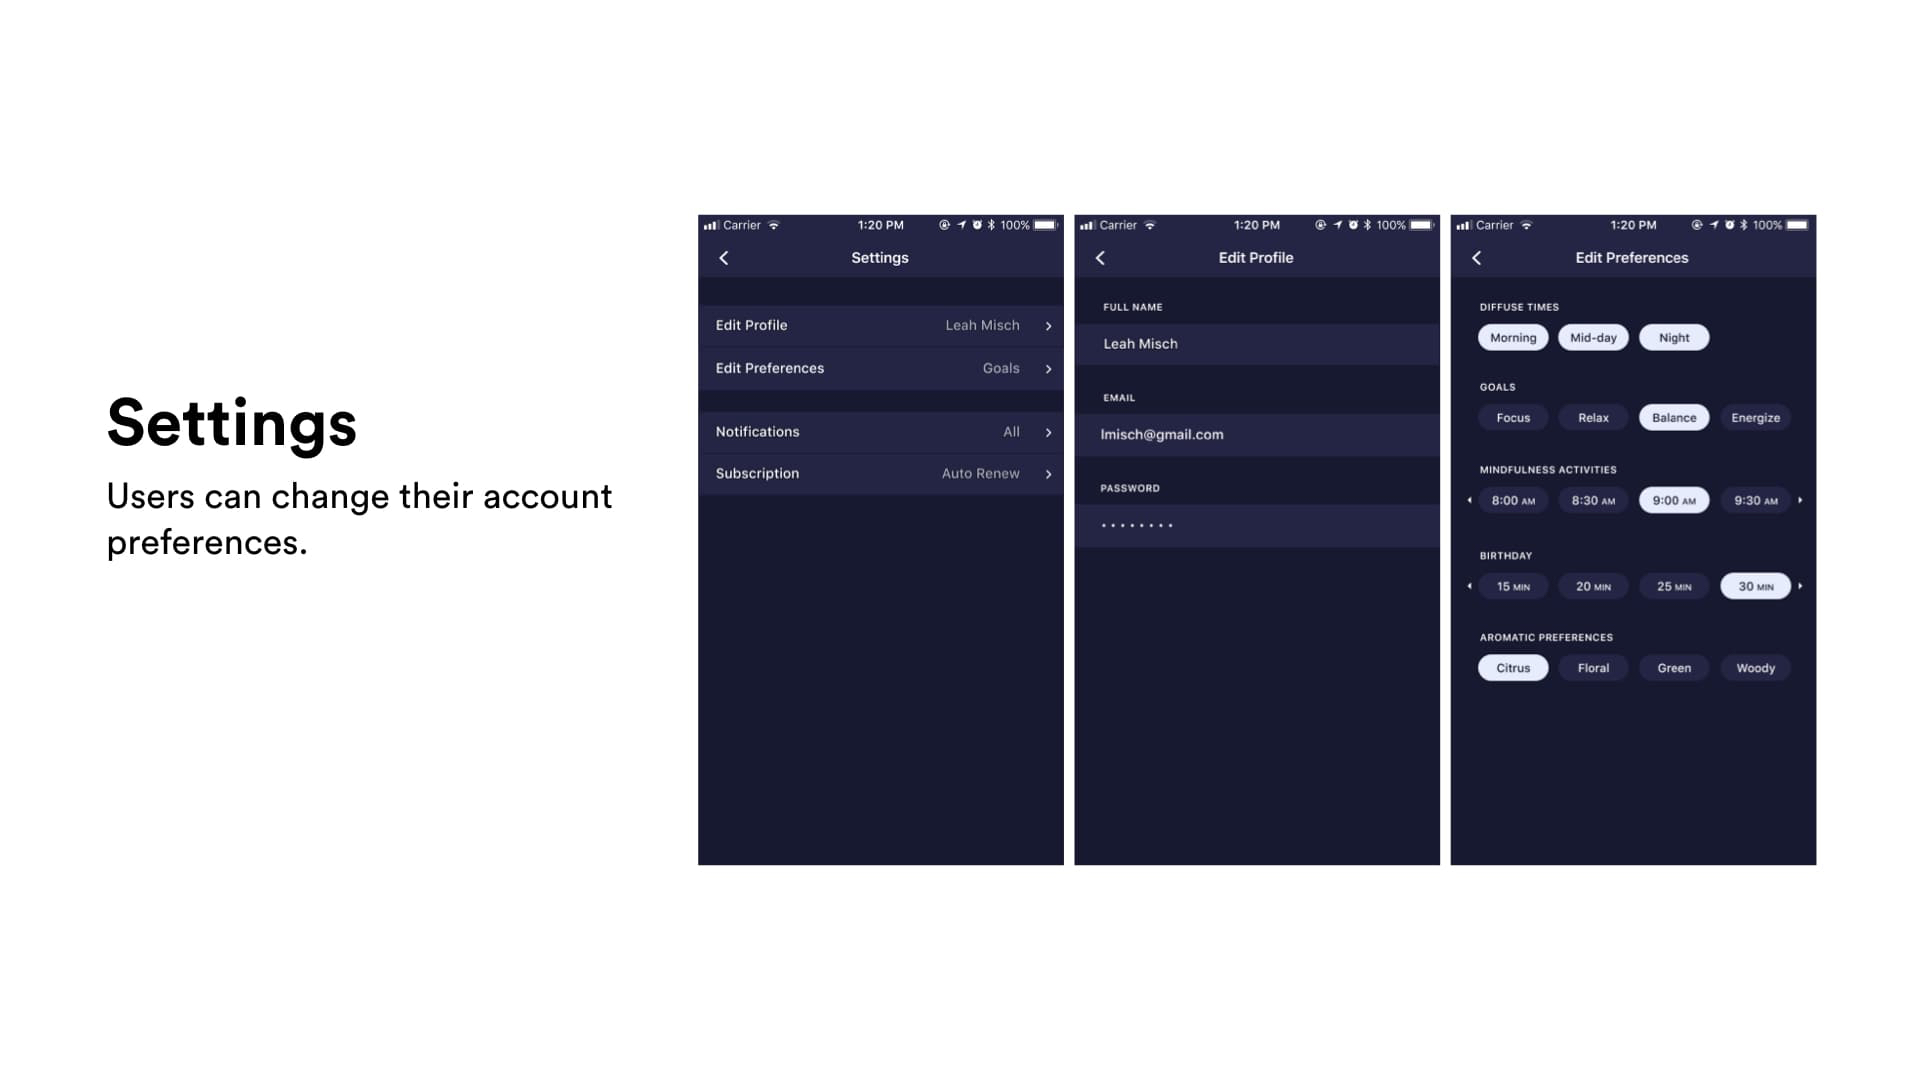 Settings
Users can change their account
preferences.
Carrier 1:20 PM 100%
Settings
Edit Profile Leah Misch
Edit Preferences Goals
Notifications All
Subscription Auto Renew
Carrier 1:20 PM 100%
Edit Profile
FULL NAME
Leah Misch
EMAIL
lmisch@gmail.com
PASSWORD
Carrier 1:20 PM 100%
Edit Preferences
DIFFUSE TIMES
Morning Mid-day Night
GOALS
Focus Relax Balance Energize
MINDFULNESS ACTIVITIES
8:00 AM 8:30 AM 9:00 AM 9:30 AM
BIRTHDAY
15 MIN 20 MIN 25 MIN 30 MIN
AROMATIC PREFERENCES
Citrus Floral Green Woody